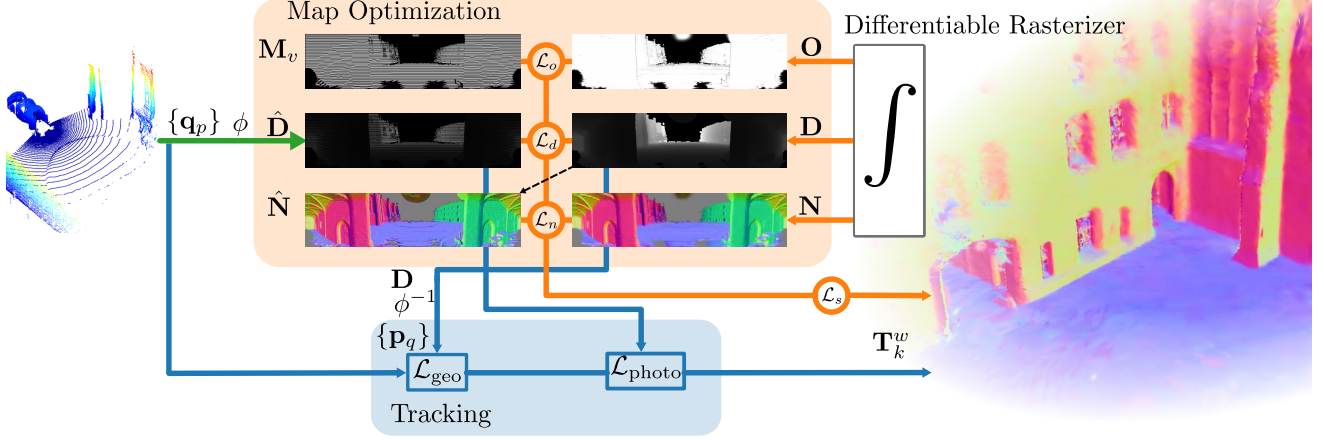 Map Optimization
Differentiable Rasterizer
M_v
ℒ_o
O
{q_p} ϕ
D̂
ℒ_d
D
∫
N̂
ℒ_n
N
D
ϕ⁻¹
ℒ_s
{p_q}
T_k^w
ℒ_geo
ℒ_photo
Tracking